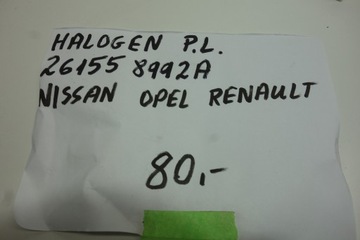 HALOGEN P.L.
26155 8992A
NISSAN OPEL RENAULT
80,-